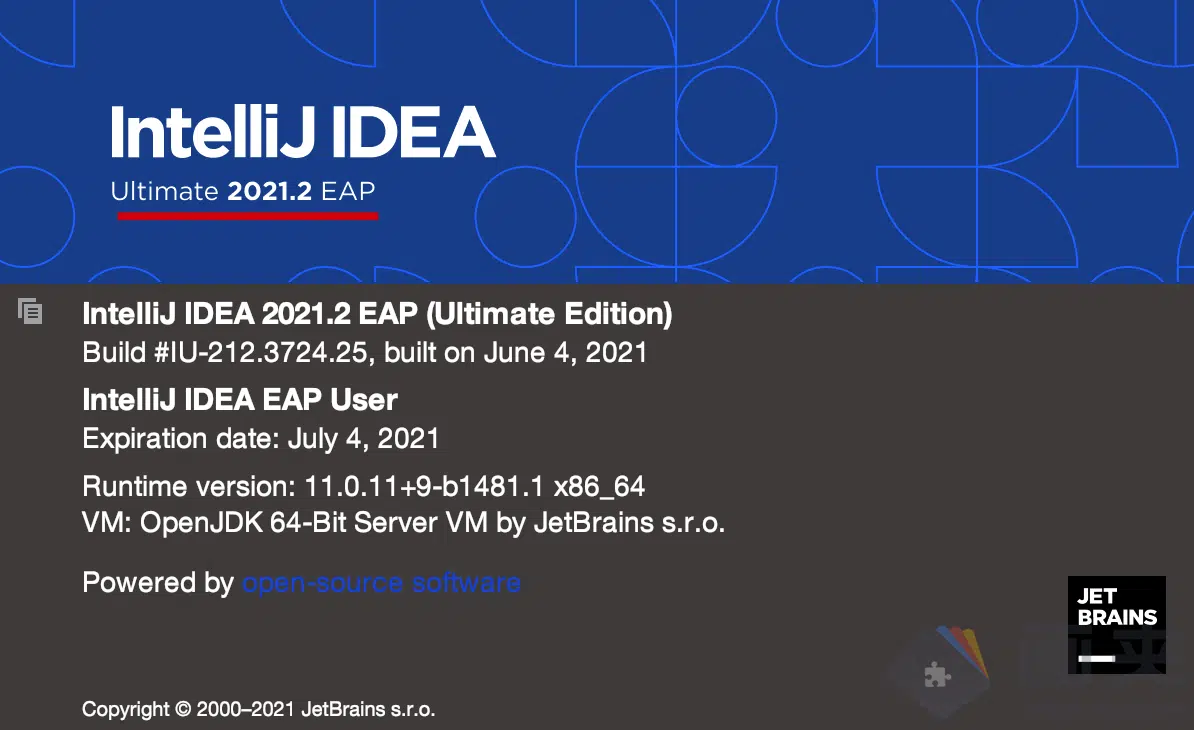 IntelliJ IDEA
Ultimate 2021.2 EAP
IntelliJ IDEA 2021.2 EAP (Ultimate Edition)
Build #IU-212.3724.25, built on June 4, 2021
IntelliJ IDEA EAP User
Expiration date: July 4, 2021
Runtime version: 11.0.11+9-b1481.1 x86_64
VM: OpenJDK 64-Bit Server VM by JetBrains s.r.o.
Powered by open-source software
JET
BRAINS
Copyright © 2000–2021 JetBrains s.r.o.